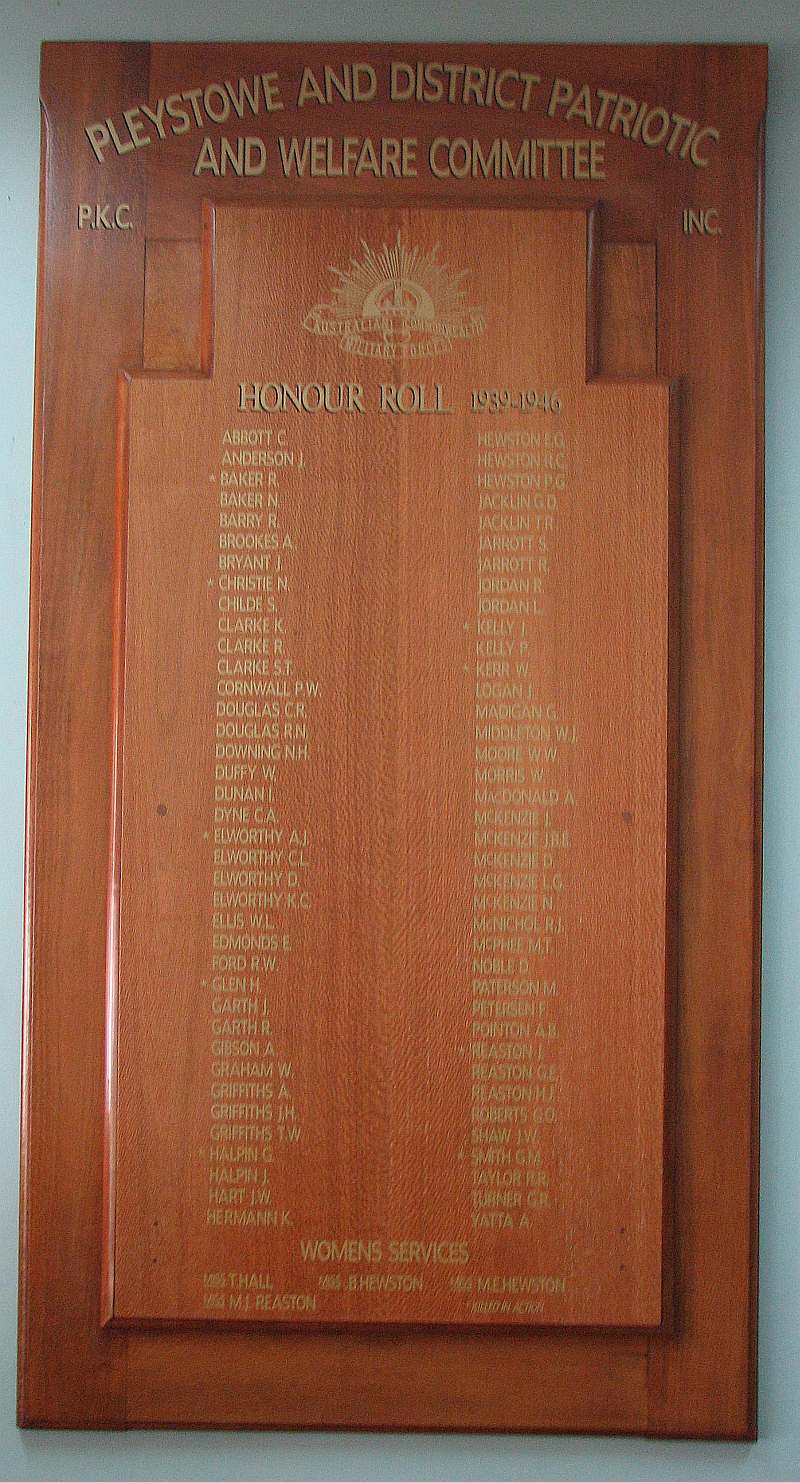 PLEYSTOWE AND DISTRICT PATRIOTIC
AND WELFARE COMMITTEE
P.K.C. INC.
AUSTRALIAN COMMONWEALTH
MILITARY FORCES
HONOUR ROLL 1939-1946
ABBOTT C.
ANDERSON J.
* BAKER R.
BAKER N.
BARRY R.
BROOKES A.
BRYANT J.
* CHRISTIE N.
CHILDE S.
CLARKE K.
CLARKE R.
CLARKE S.T.
CORNWALL P.W.
DOUGLAS C.R.
DOUGLAS R.N.
DOWNING N.H.
DUFFY W.
DUNAN I.
DYNE C.A.
* ELWORTHY A.J.
ELWORTHY C.L.
ELWORTHY D.
ELWORTHY K.C.
ELLIS W.L.
EDMONDS E.
FORD R.W.
* GLEN H.
GARTH J.
GARTH R.
GIBSON A.
GRAHAM W.
GRIFFITHS A.
GRIFFITHS J.H.
GRIFFITHS T.W.
* HALPIN G.
HALPIN J.
HART J.W.
HERMANN K.
HEWSTON E.G.
HEWSTON R.C.
HEWSTON P.G.
JACKLIN G.D.
JACKLIN T.R.
JARROTT S.
JARROTT R.
JORDAN R.
JORDAN L.
* KELLY J.
KELLY P.
* KERR W.
LOGAN J.
MADIGAN G.
MIDDLETON W.J.
MOORE W.W.
MORRIS W.
MACDONALD A.
MCKENZIE J.
MCKENZIE J.B.E.
MCKENZIE D.
MCKENZIE L.G.
MCKENZIE N.
MCNICHOL R.J.
MCPHEE M.T.
NOBLE D.
PATERSON M.
PETERSEN F.
POINTON A.B.
* REASTON J.
REASTON G.E.
REASTON H.J.
ROBERTS G.O.
SHAW J.W.
* SMITH G.M.
TAYLOR R.R.
TURNER G.R.
YATTA A.
WOMENS SERVICES
MISS T.HALL MISS .B.HEWSTON MISS M.E.HEWSTON
MISS M.J. REASTON * KILLED IN ACTION